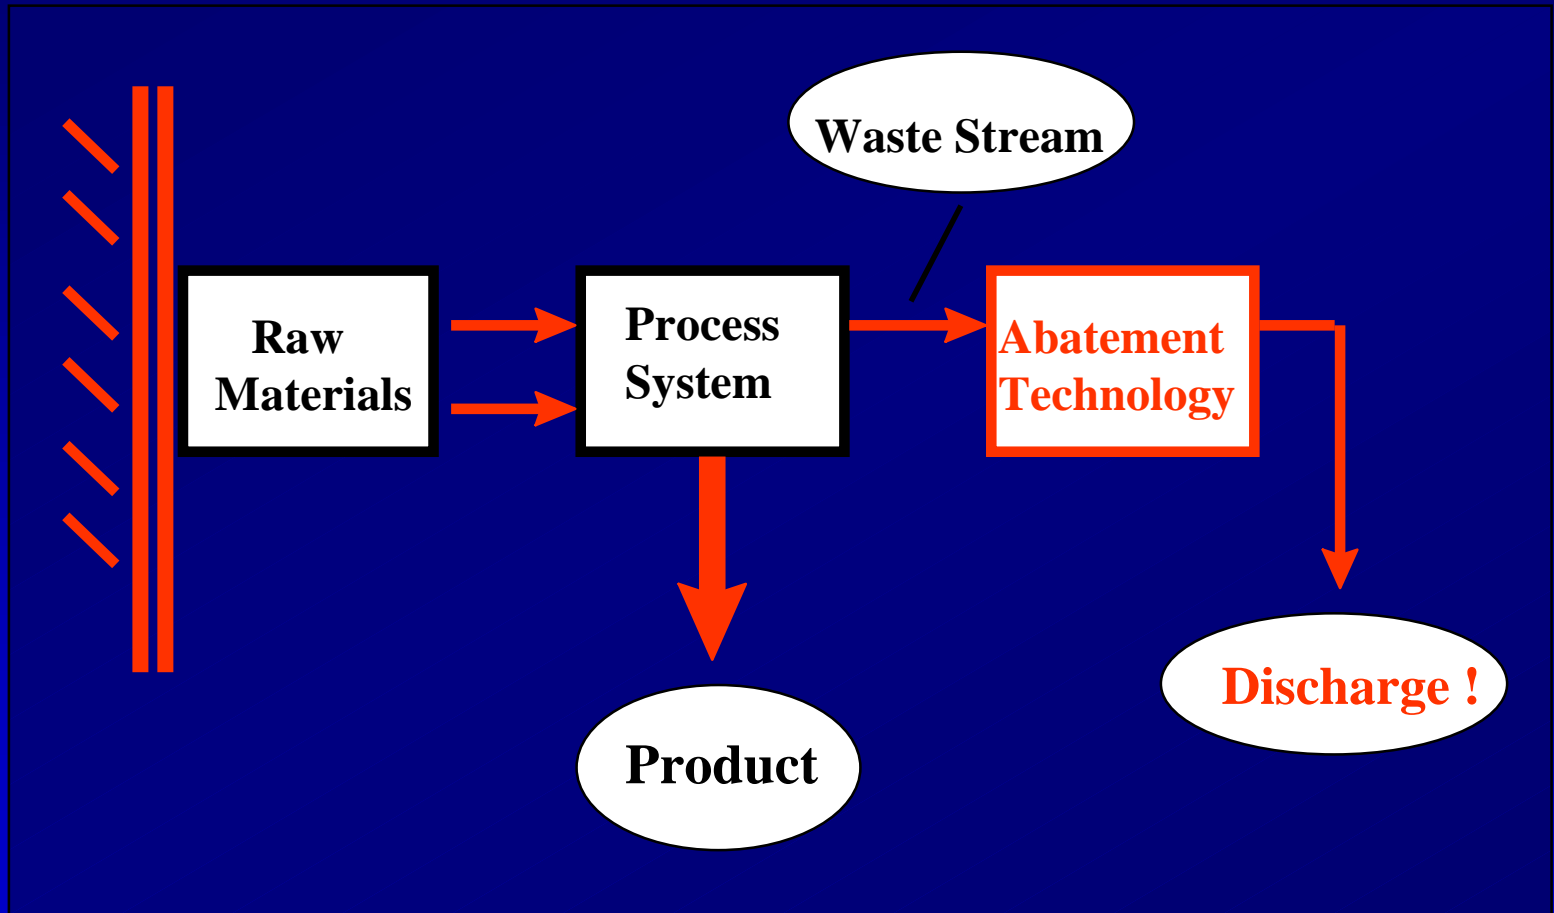 Waste Stream
Raw
Materials
Process
System
Abatement
Technology
Discharge !
Product